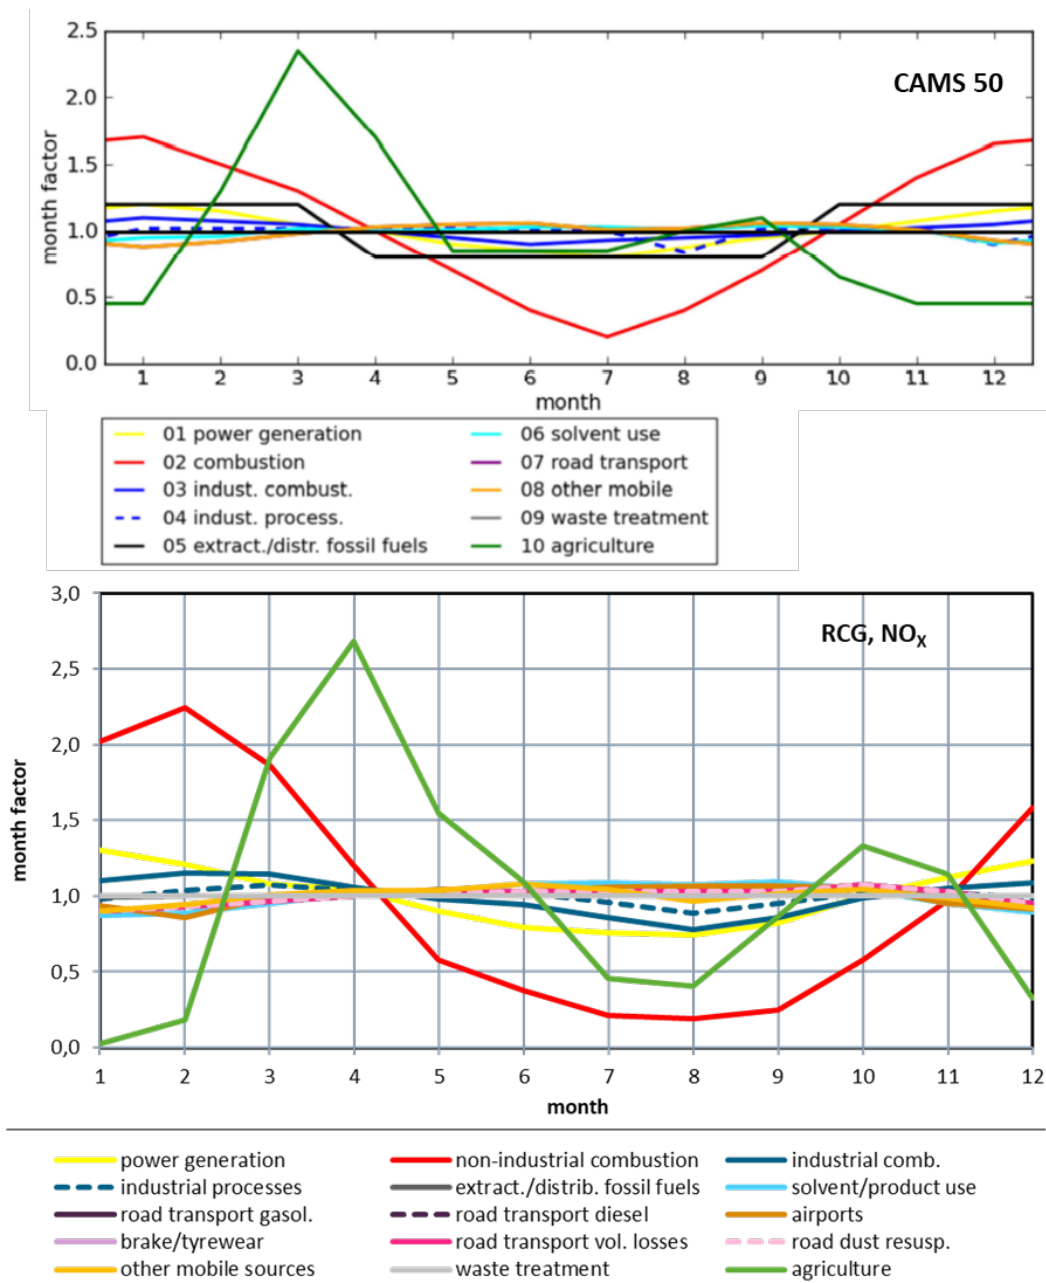 2.5
CAMS 50
2.0
1.5
1.0
0.5
0.0
month factor
1 2 3 4 5 6 7 8 9 10 11 12
month
01 power generation 06 solvent use
02 combustion 07 road transport
03 indust. combust. 08 other mobile
04 indust. process. 09 waste treatment
05 extract./distr. fossil fuels 10 agriculture
3,0
RCG, NOX
2,5
2,0
1,5
1,0
0,5
0,0
month factor
1 2 3 4 5 6 7 8 9 10 11 12
month
power generation non-industrial combustion industrial comb.
industrial processes extract./distrib. fossil fuels solvent/product use
road transport gasol. road transport diesel airports
brake/tyrewear road transport vol. losses road dust resusp.
other mobile sources waste treatment agriculture